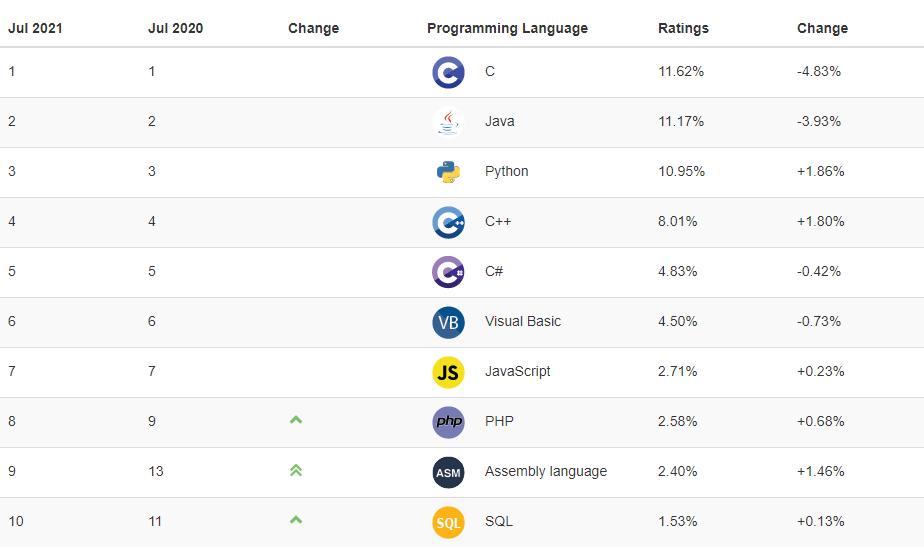 Jul 2021 Jul 2020 Change Programming Language Ratings Change
1 1 C 11.62% -4.83%
2 2 Java 11.17% -3.93%
3 3 Python 10.95% +1.86%
4 4 C++ 8.01% +1.80%
5 5 C# 4.83% -0.42%
6 6 VB Visual Basic 4.50% -0.73%
7 7 JS JavaScript 2.71% +0.23%
8 9 php PHP 2.58% +0.68%
9 13 ASM Assembly language 2.40% +1.46%
10 11 SQL SQL 1.53% +0.13%